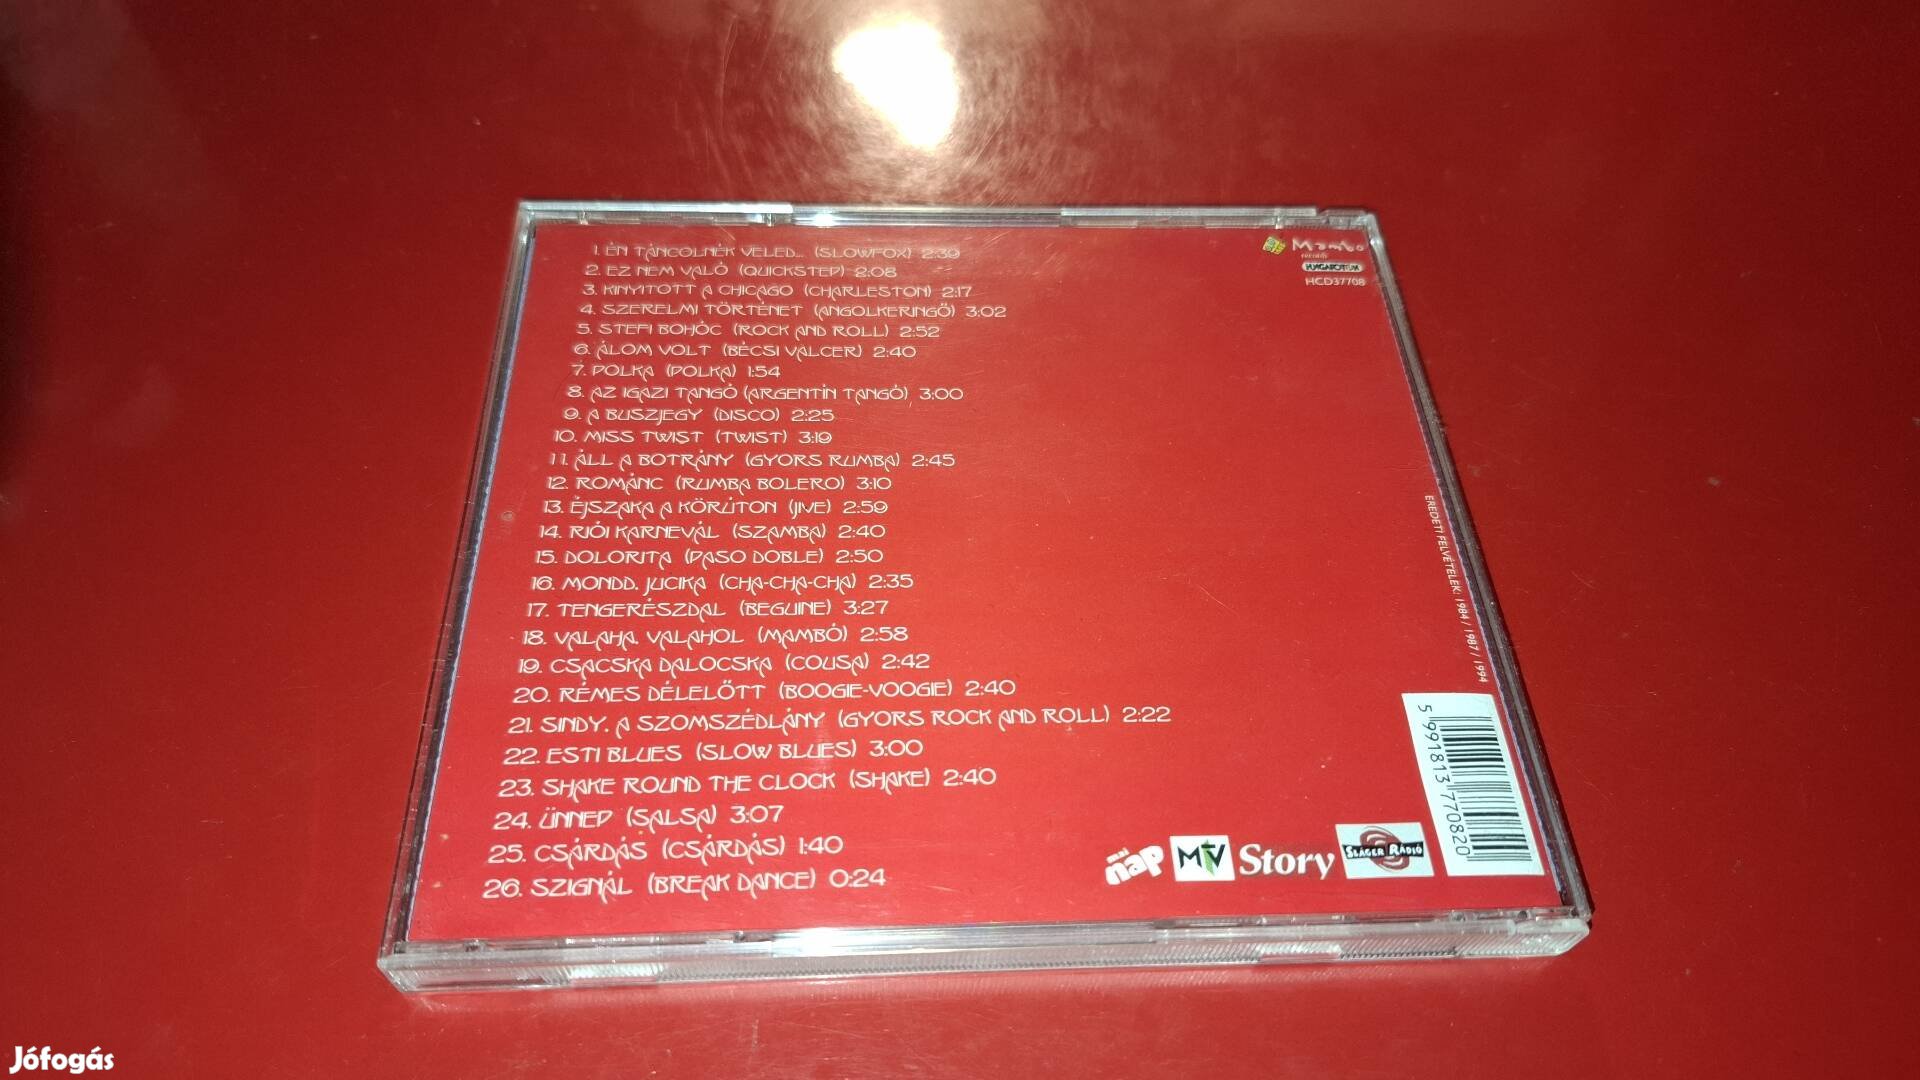 1. ÉN TÁNCOLNÉK VELED... (SLOWFOX) 2:39
2. EZ NEM VALÓ (QUICKSTEP) 2:08
3. KINYITOTT A CHICAGO (CHARLESTON) 2:17
4. SZERELMI TÖRTÉNET (ANGOLKERINGŐ) 3:02
5. STEFI BOHÓC (ROCK AND ROLL) 2:52
6. ÁLOM VOLT (BÉCSI VALCER) 2:40
7. POLKA (POLKA) 1:54
8. AZ IGAZI TANGÓ (ARGENTIN TANGÓ) 3:00
9. A BUSZJEGY (DISCO) 2:25
10. MISS TWIST (TWIST) 3:19
11. ÁLL A BOTRÁNY (GYORS RUMBA) 2:45
12. ROMÁNC (RUMBA BOLERO) 3:10
13. ÉJSZAKA A KÖRÚTON (JIVE) 2:59
14. RIÓI KARNEVÁL (SZAMBA) 2:40
15. DOLORITA (PASO DOBLE) 2:50
16. MONDD, JUCIKA (CHA-CHA-CHA) 2:35
17. TENGERÉSZDAL (BEGUINE) 3:27
18. VALAHA, VALAHOL (MAMBÓ) 2:58
19. CSACSKA DALOCSKA (COUSA) 2:42
20. RÉMES DÉLELŐTT (BOOGIE-VOOGIE) 2:40
21. SINDY, A SZOMSZÉDLÁNY (GYORS ROCK AND ROLL) 2:22
22. ESTI BLUES (SLOW BLUES) 3:00
23. SHAKE ROUND THE CLOCK (SHAKE) 2:40
24. ÜNNEP (SALSA) 3:07
25. CSÁRDÁS (CSÁRDÁS) 1:40
26. SZIGNÁL (BREAK DANCE) 0:24
Mambo
records
HUNGAROTON
HCD37708
EREDETI FELVÉTELEK: 1984 / 1987 / 1994
5 991813 770820
mai nap
MTV
Story
SLÁGER RÁDIÓ
Jófogás